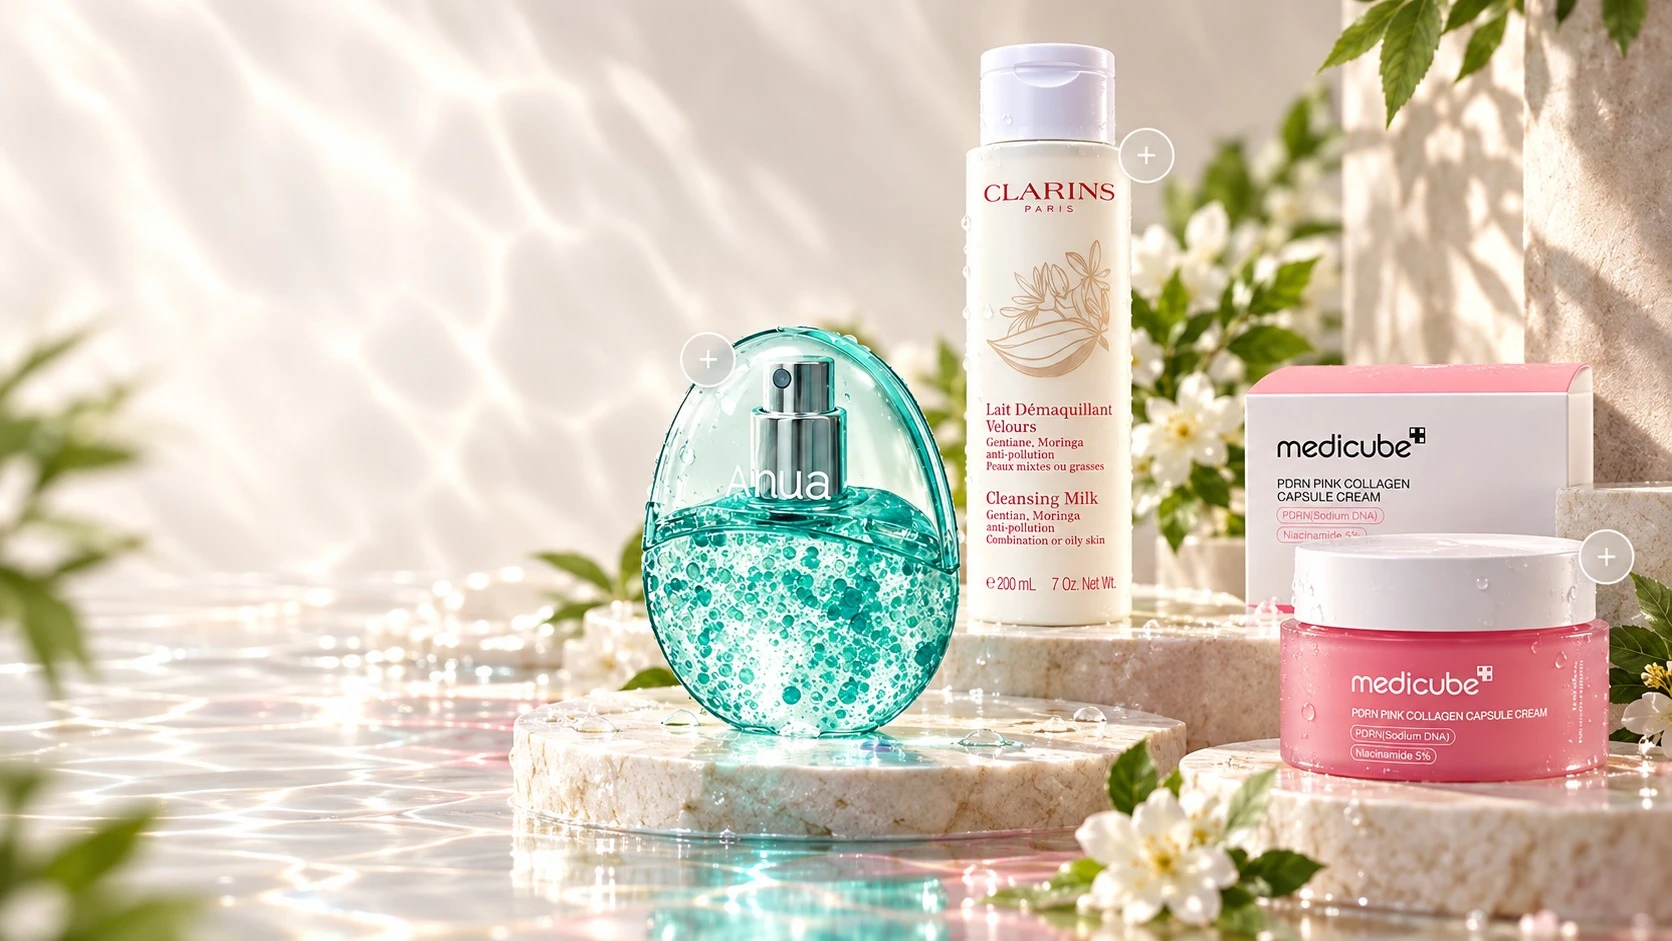 Anua
CLARINS
PARIS
Lait Démaquillant
Velours
Gentiane, Moringa
anti-pollution
Peaux mixtes ou grasses
Cleansing Milk
Gentian, Moringa
anti-pollution
Combination or oily skin
℮ 200 mL 7 Oz. Net Wt.
medicube
PDRN PINK COLLAGEN
CAPSULE CREAM
PDRN(Sodium DNA)
Niacinamide 5%
medicube
PDRN PINK COLLAGEN CAPSULE CREAM
PDRN(Sodium DNA)
Niacinamide 5%